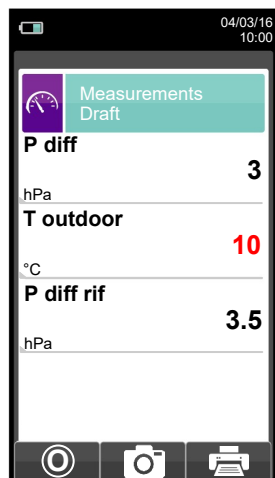 04/03/16
10:00
Measurements
Draft
P diff
3
hPa
T outdoor
10
°C
P diff rif
3.5
hPa